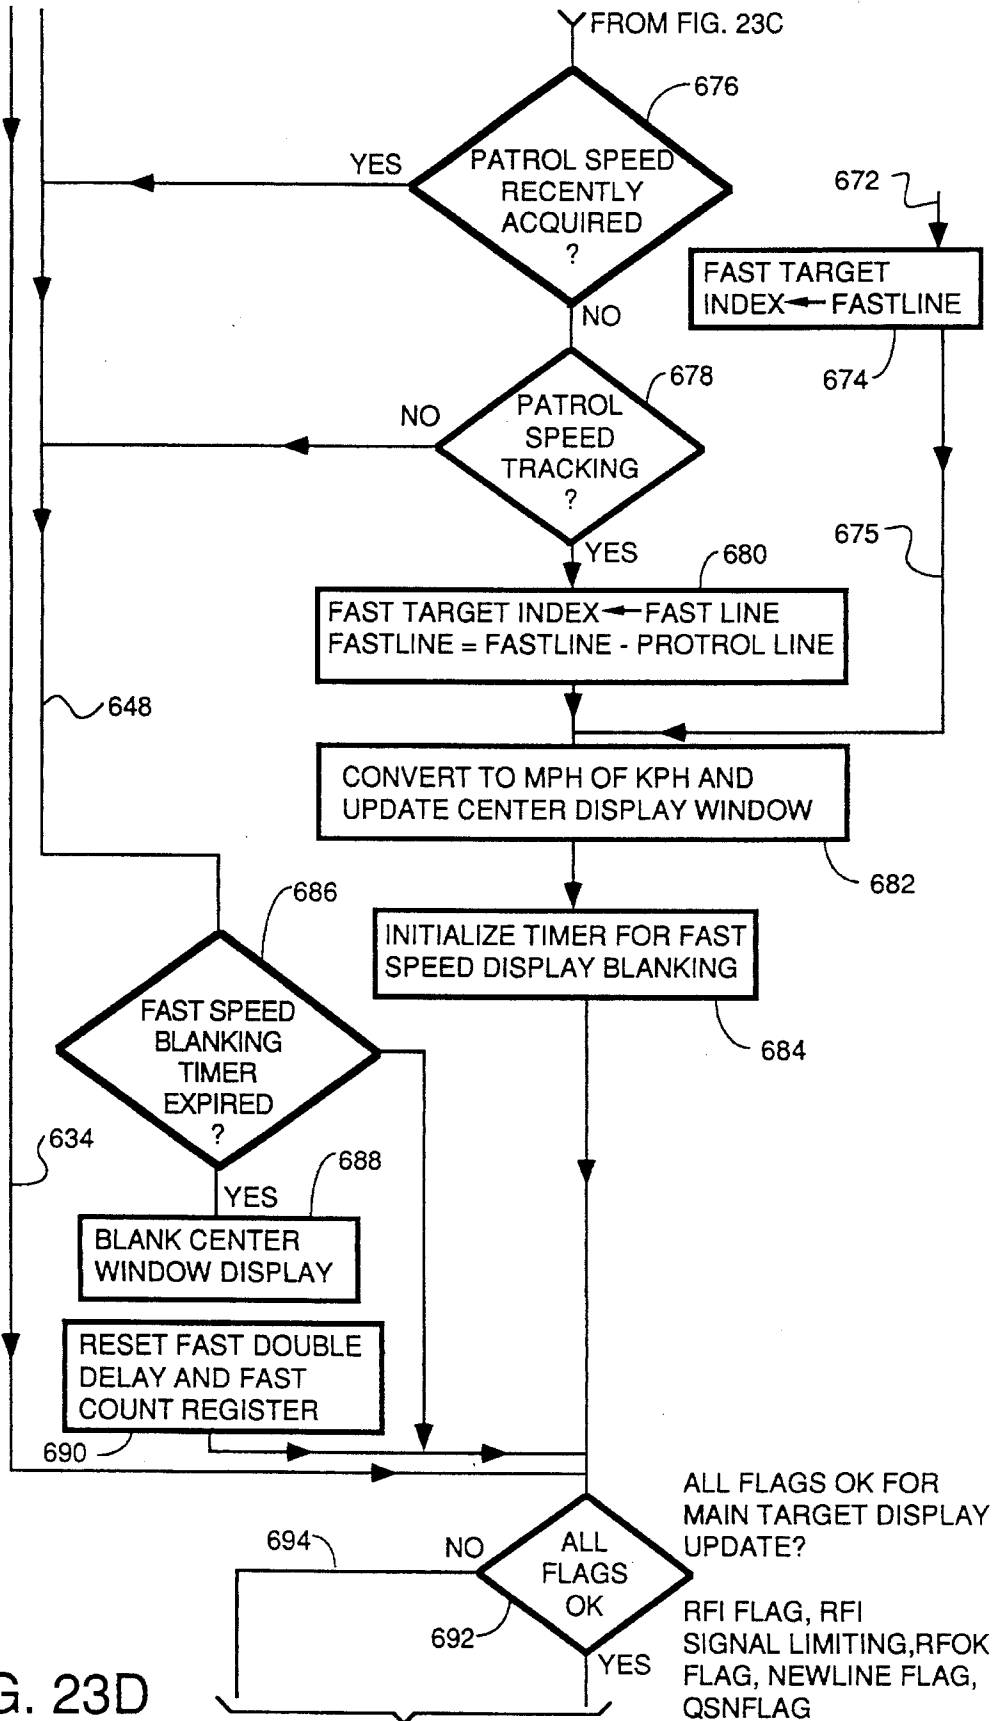 FROM FIG. 23C
676
YES
PATROL SPEED
RECENTLY
ACQUIRED
?
672
FAST TARGET
INDEX←FASTLINE
NO
674
678
NO
PATROL
SPEED
TRACKING
?
675
YES
680
FAST TARGET INDEX←FAST LINE
FASTLINE = FASTLINE - PROTROL LINE
648
CONVERT TO MPH OF KPH AND
UPDATE CENTER DISPLAY WINDOW
682
686
INITIALIZE TIMER FOR FAST
SPEED DISPLAY BLANKING
684
FAST SPEED
BLANKING
TIMER
EXPIRED
?
634
688
YES
BLANK CENTER
WINDOW DISPLAY
RESET FAST DOUBLE
DELAY AND FAST
COUNT REGISTER
690
ALL FLAGS OK FOR
MAIN TARGET DISPLAY
UPDATE?
694
NO
ALL
FLAGS
OK
692
YES
RFI FLAG, RFI
SIGNAL LIMITING,RFOK
FLAG, NEWLINE FLAG,
QSNFLAG
G. 23D